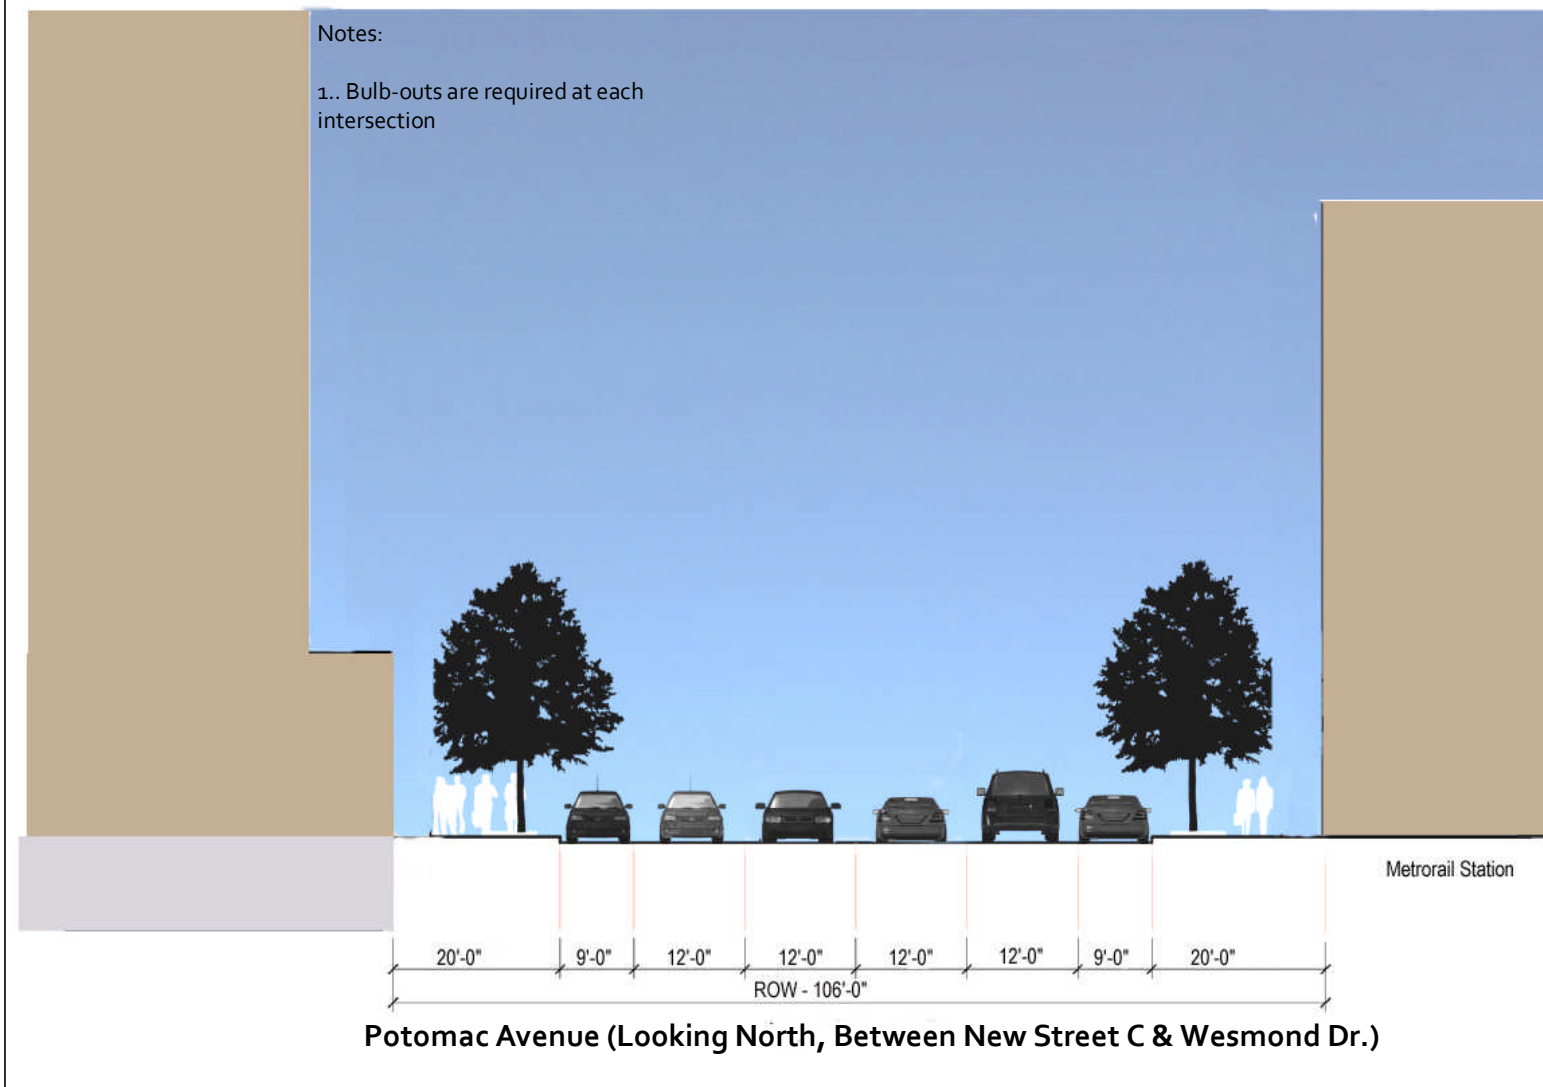 Notes:
1.. Bulb-outs are required at each
intersection
Metrorail Station
20'-0" 9'-0" 12'-0" 12'-0" 12'-0" 12'-0" 9'-0" 20'-0"
ROW - 106'-0"
Potomac Avenue (Looking North, Between New Street C & Wesmond Dr.)